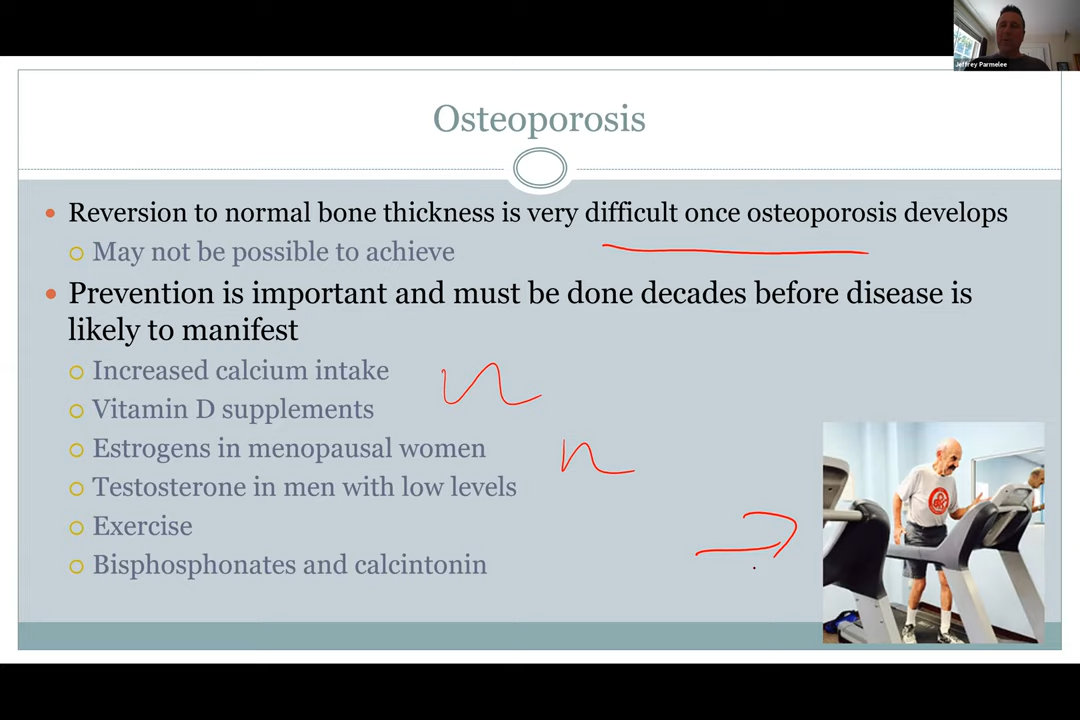 Jeffrey Parmelee
Osteoporosis
Reversion to normal bone thickness is very difficult once osteoporosis develops
May not be possible to achieve
Prevention is important and must be done decades before disease is
likely to manifest
Increased calcium intake
Vitamin D supplements
Estrogens in menopausal women
Testosterone in men with low levels
Exercise
Bisphosphonates and calcintonin